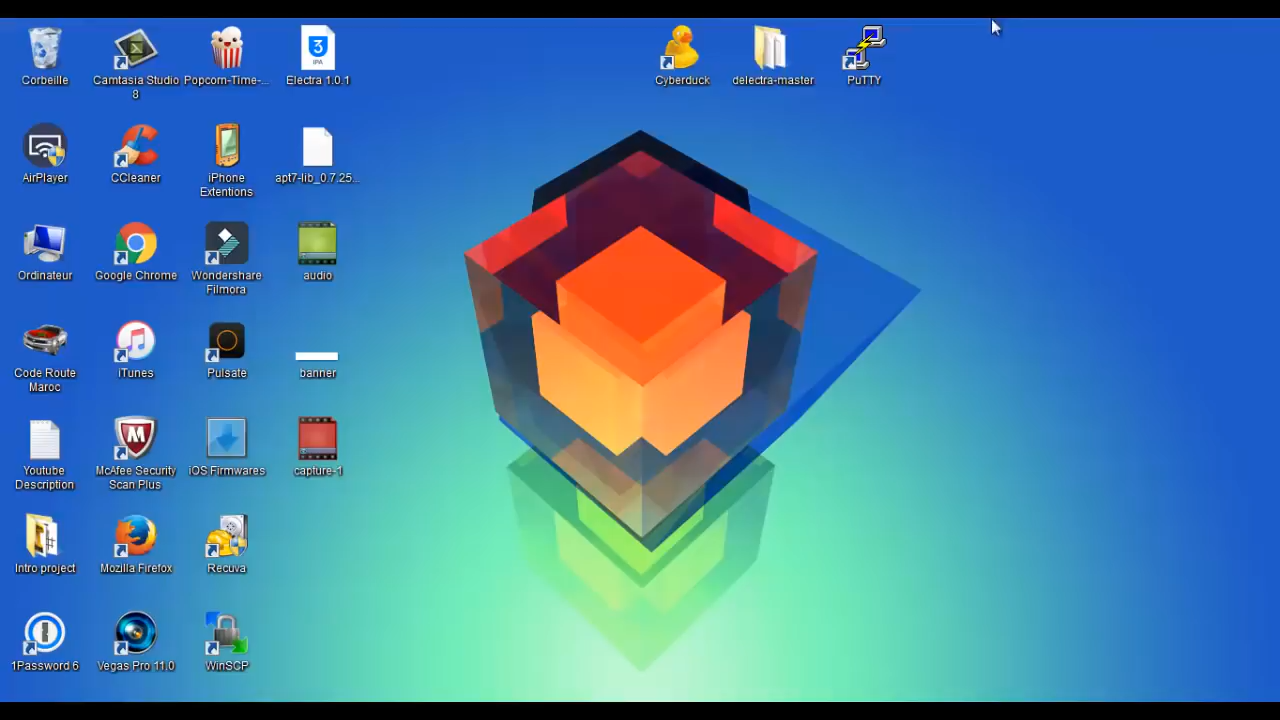 Corbeille
Camtasia Studio
8
Popcorn-Time-...
3
IPA
Electra 1.0.1
Cyberduck
delectra-master
PuTTY
AirPlayer
CCleaner
iPhone
Extentions
apt7-lib_0.7.25...
Ordinateur
Google Chrome
Wondershare
Filmora
audio
Code Route
Maroc
iTunes
Pulsate
banner
Youtube
Description
McAfee Security
Scan Plus
iOS Firmwares
capture-1
Intro project
Mozilla Firefox
Recuva
1Password 6
Vegas Pro 11.0
WinSCP